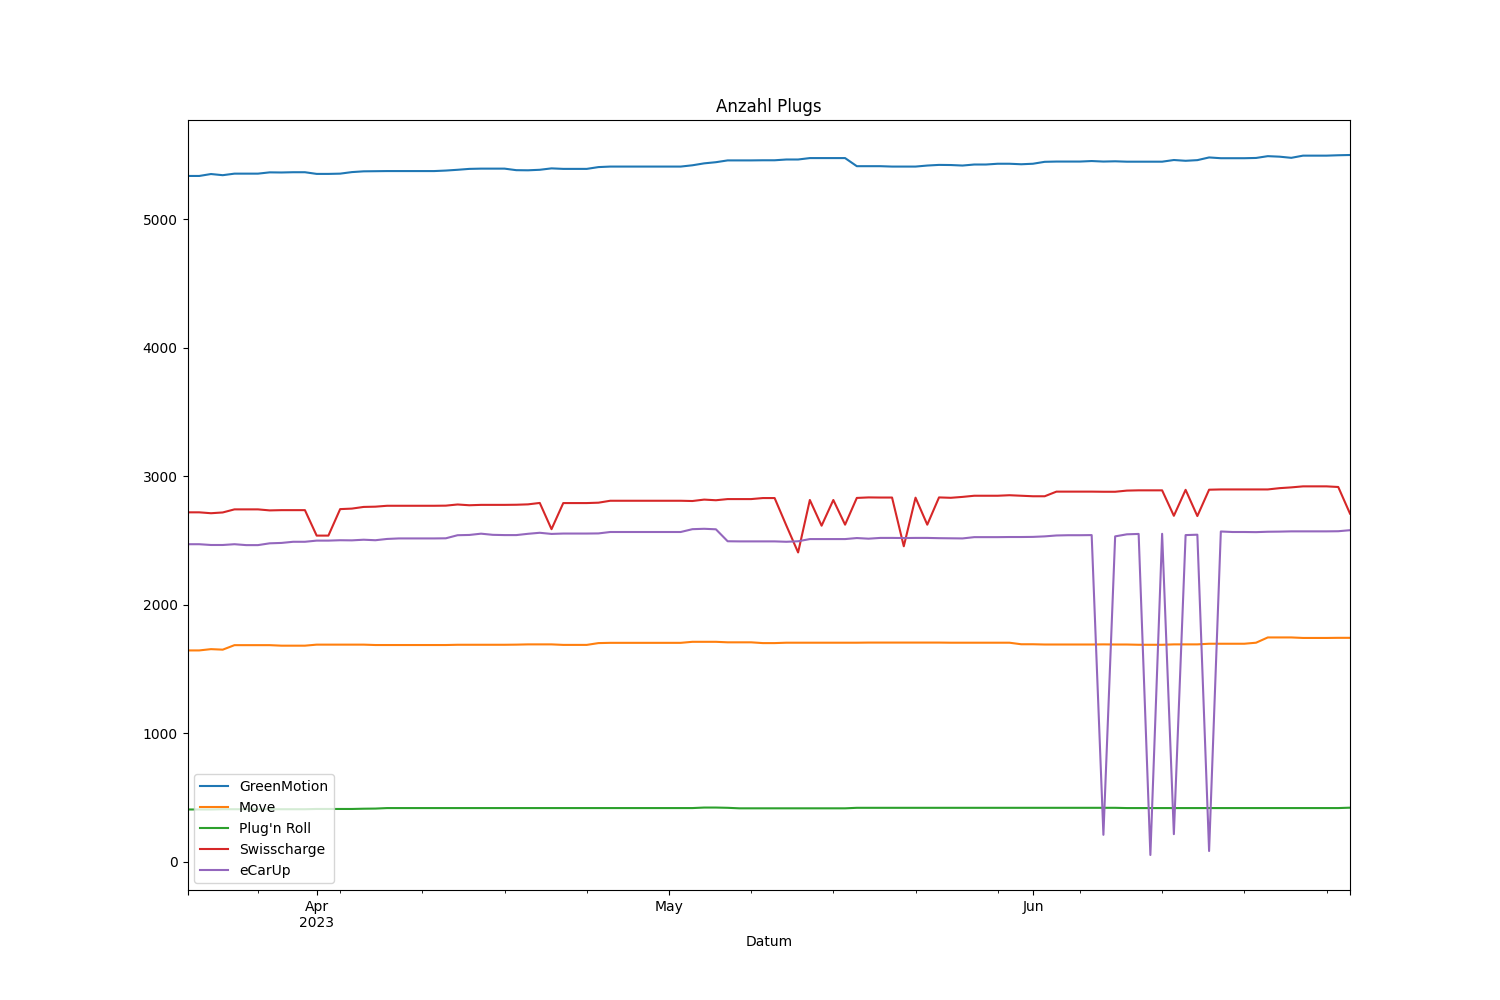 Anzahl Plugs
5000
4000
3000
2000
1000
0
GreenMotion
Move
Plug'n Roll
Swisscharge
eCarUp
Apr
2023
May
Jun
Datum